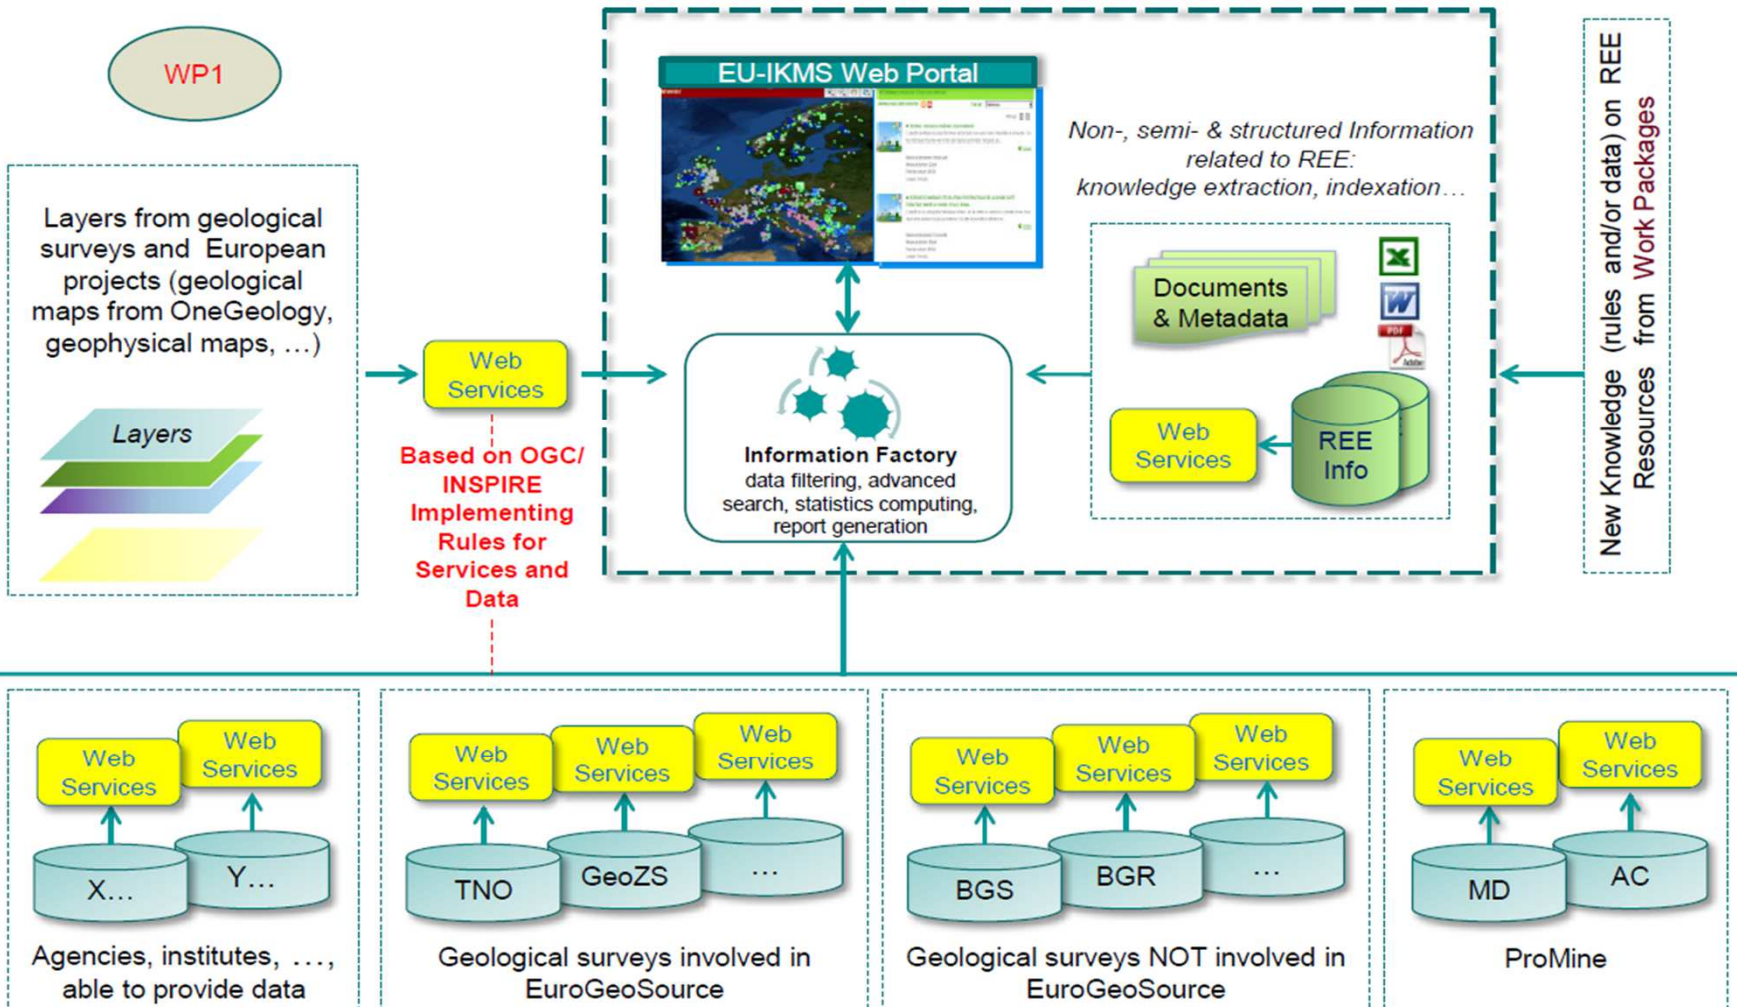 WP1
EU-IKMS Web Portal
Non-, semi- & structured Information
related to REE:
knowledge extraction, indexation…
New Knowledge (rules and/or data) on REE
Resources from Work Packages
Layers from geological
surveys and European
projects (geological
maps from OneGeology,
geophysical maps, …)
Layers
Web
Services
Based on OGC/
INSPIRE
Implementing
Rules for
Services and
Data
Information Factory
data filtering, advanced
search, statistics computing,
report generation
Documents
& Metadata
PDF
Adobe
Web
Services
REE
Info
Web
Services
Web
Services
X…
Y…
Agencies, institutes, …,
able to provide data
Web
Services
Web
Services
Web
Services
TNO
GeoZS
…
Geological surveys involved in
EuroGeoSource
Web
Services
Web
Services
Web
Services
BGS
BGR
…
Geological surveys NOT involved in
EuroGeoSource
Web
Services
Web
Services
MD
AC
ProMine